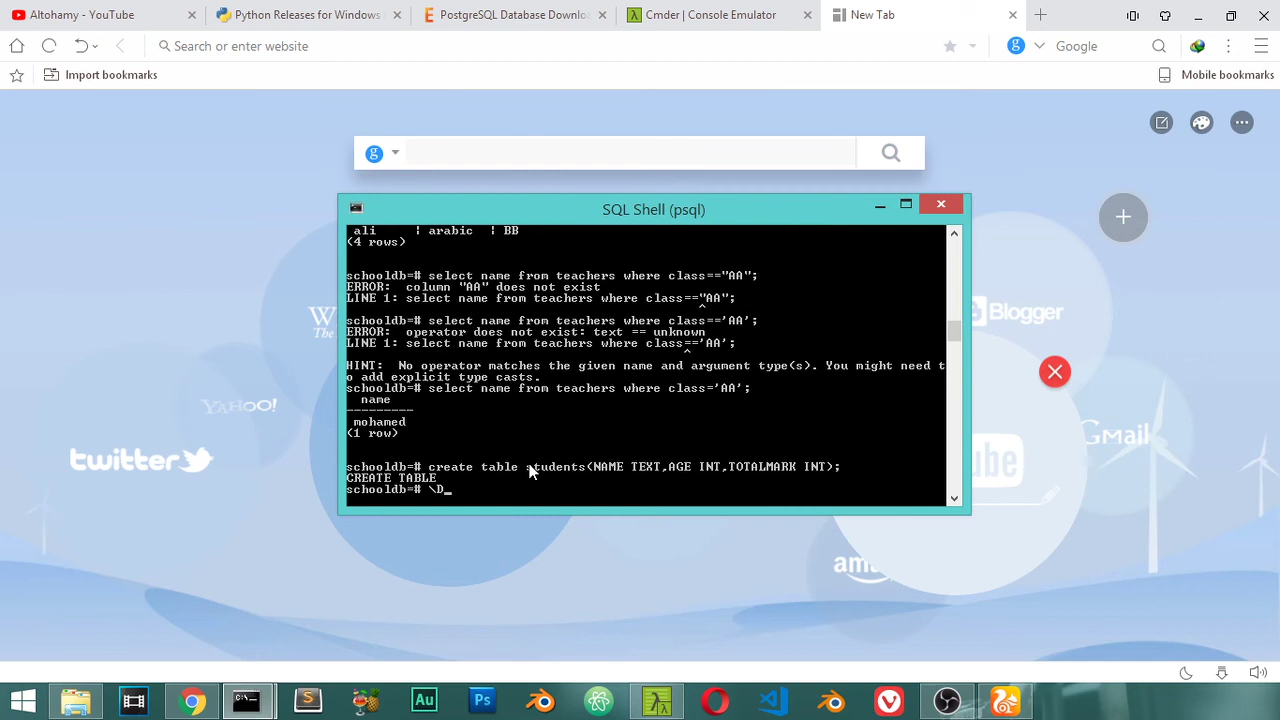 Altohamy - YouTube
Python Releases for Windows
PostgreSQL Database Downlo
Cmder | Console Emulator
New Tab
Search or enter website
Google
Import bookmarks
Mobile bookmarks
SQL Shell (psql)
ali | arabic | BB
(4 rows)
schooldb=# select name from teachers where class=="AA";
ERROR: column "AA" does not exist
LINE 1: select name from teachers where class=="AA";
^
schooldb=# select name from teachers where class=='AA';
ERROR: operator does not exist: text == unknown
LINE 1: select name from teachers where class=='AA';
^
HINT: No operator matches the given name and argument type(s). You might need t
o add explicit type casts.
schooldb=# select name from teachers where class='AA';
name
---------
mohamed
(1 row)
schooldb=# create table students(NAME TEXT,AGE INT,TOTALMARK INT);
CREATE TABLE
schooldb=# \D_
Blogger
YAHOO!
Gmail
twitter
Au
Ps